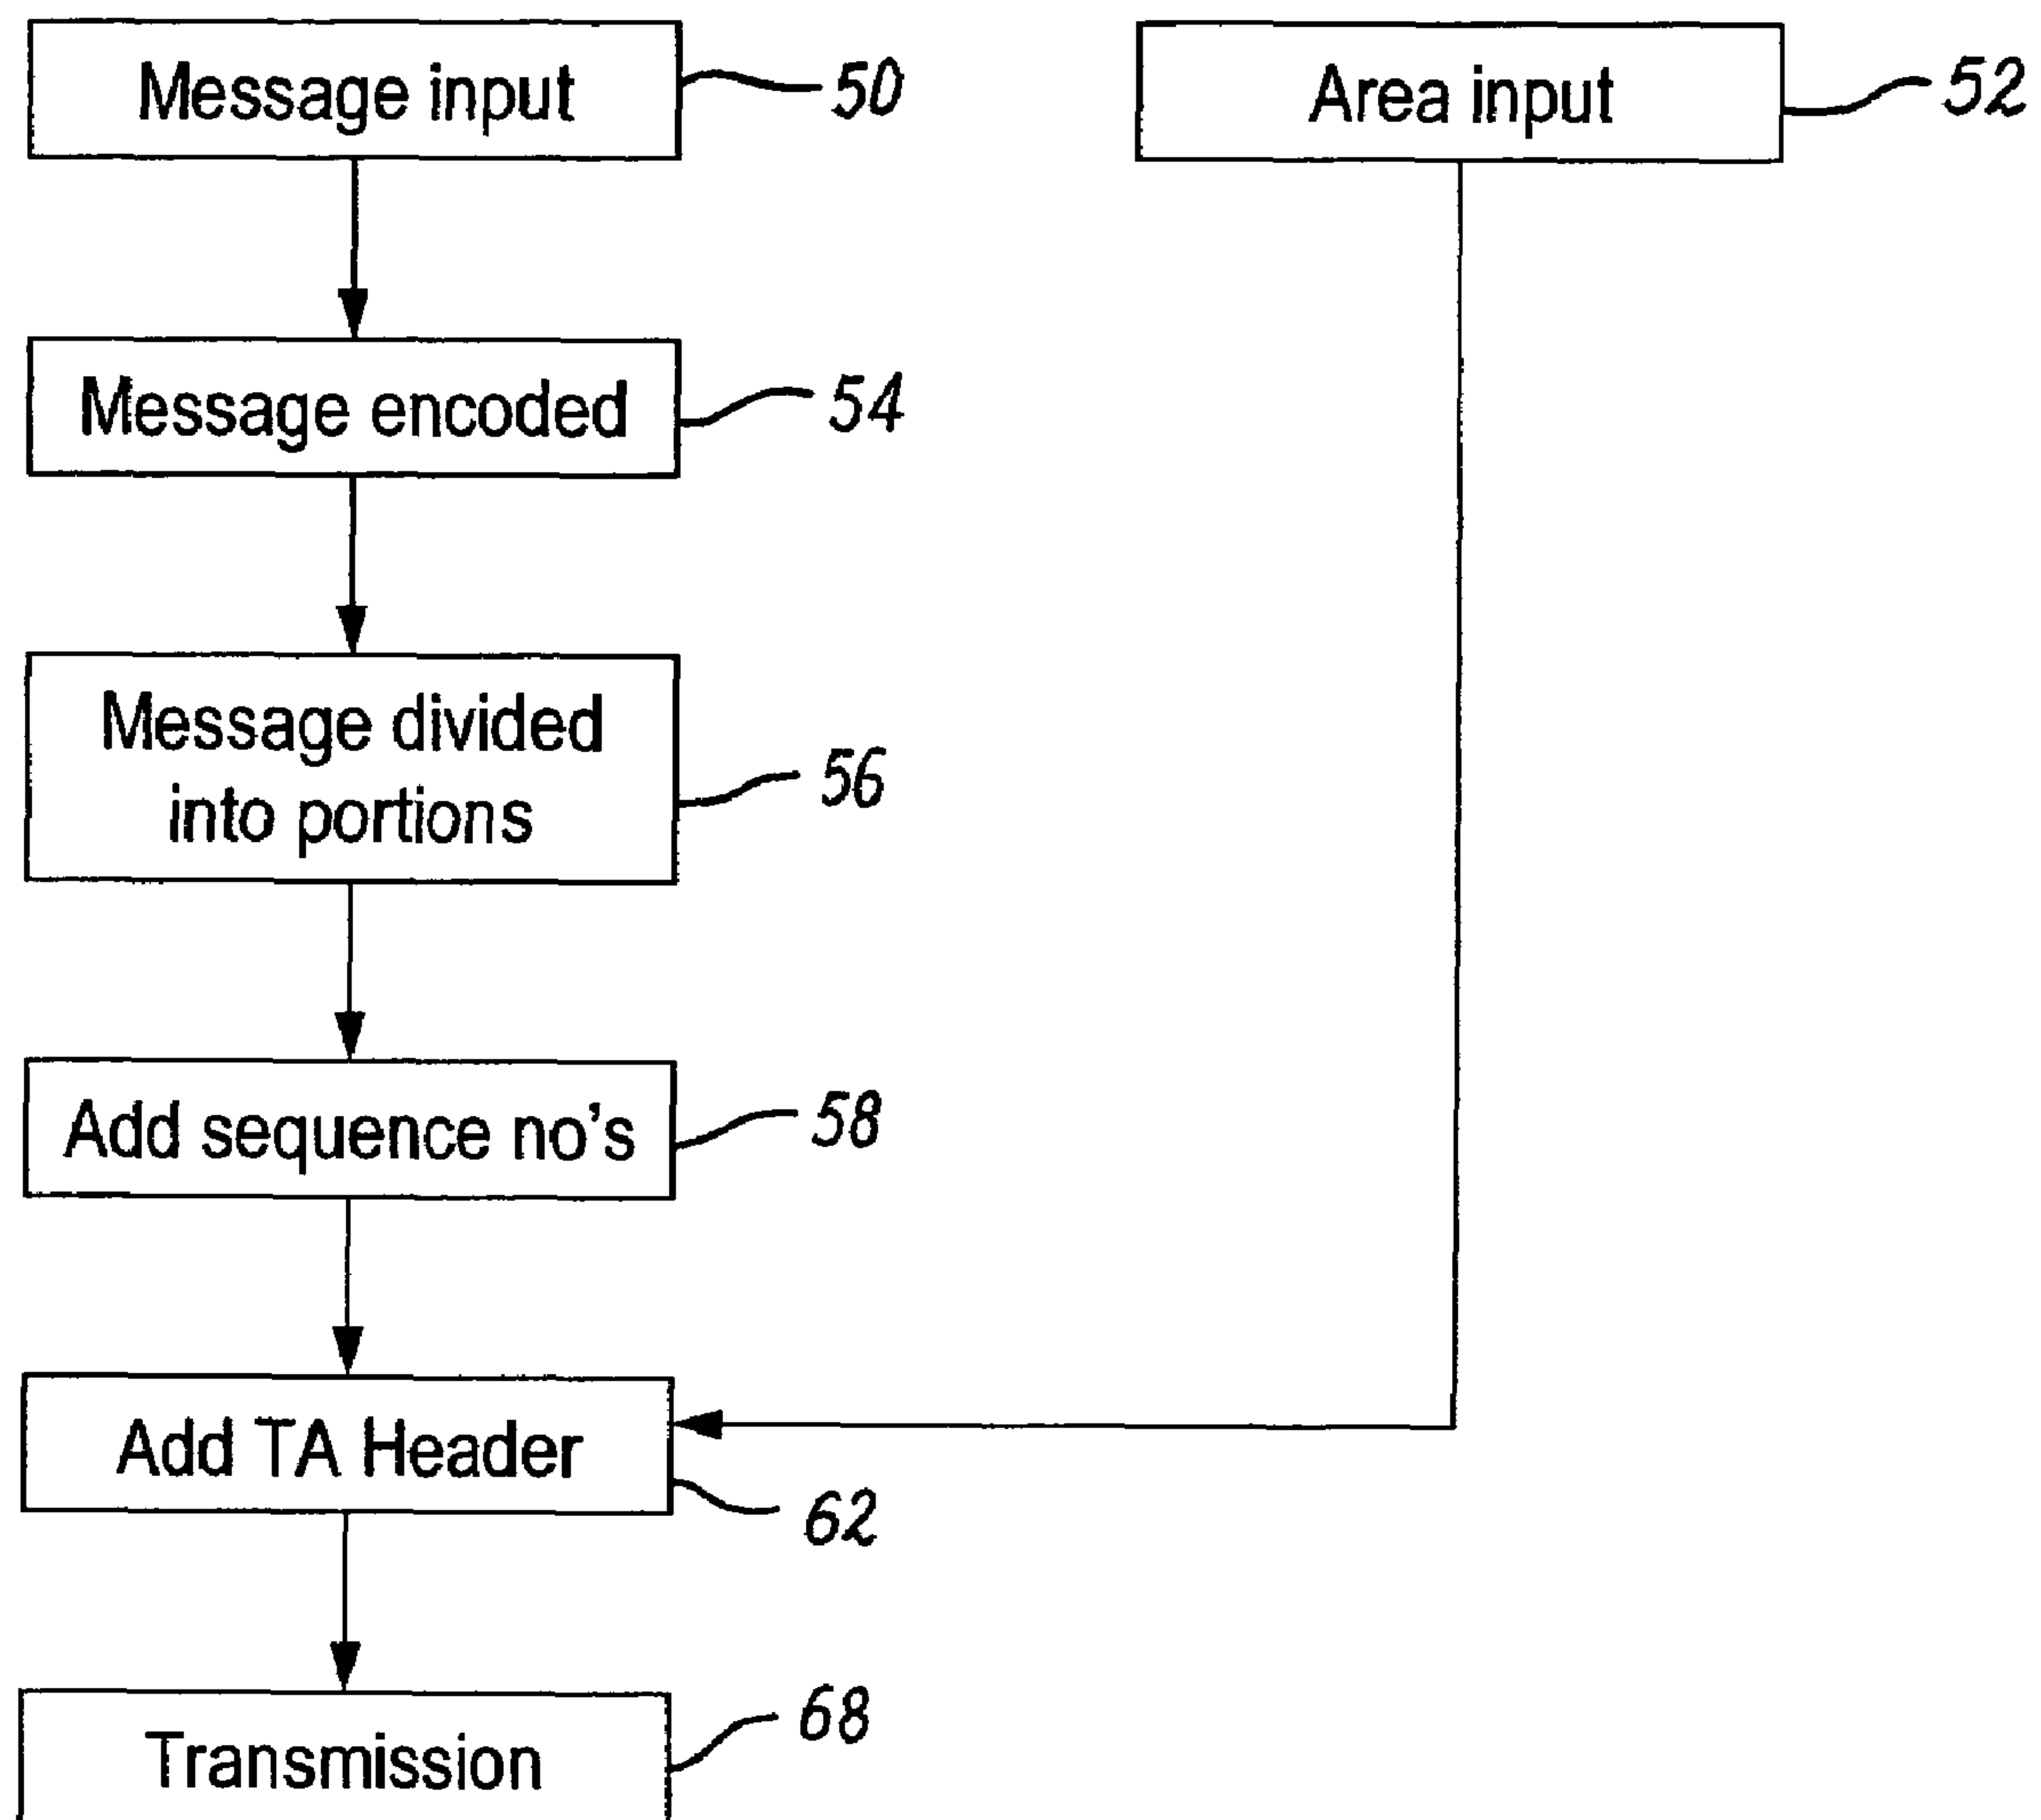 Message input
50
Area input
52
Message encoded
54
Message divided
into portions
56
Add sequence no's
58
Add TA Header
62
Transmission
68